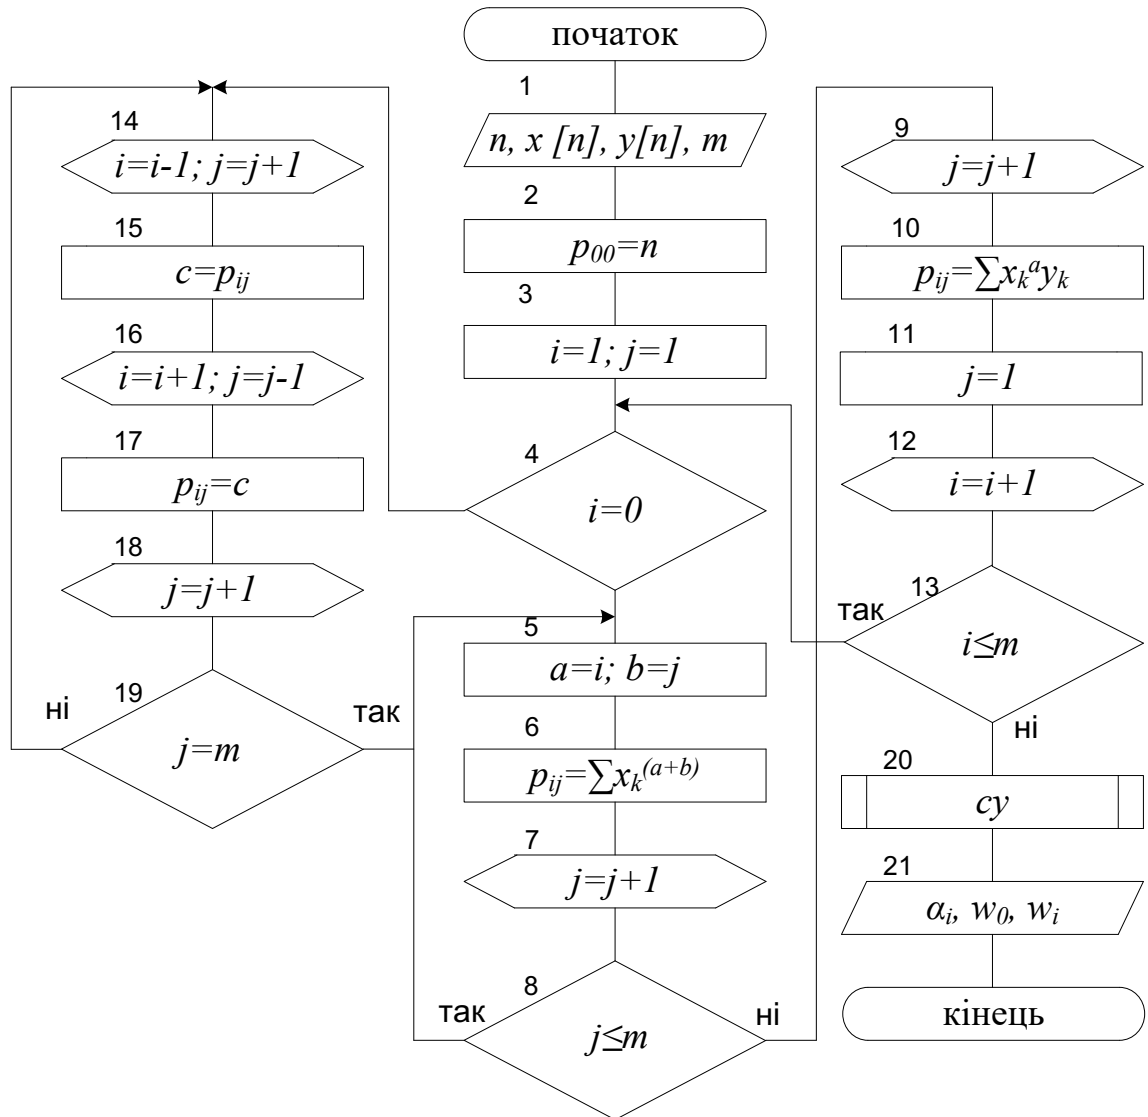 початок
1
n, x [n], y[n], m
2
p₀₀=n
3
i=1; j=1
4
i=0
5
a=i; b=j
6
pᵢⱼ=∑xₖ⁽ᵃ⁺ᵇ⁾
7
j=j+1
8
так
ні
j≤m
9
j=j+1
10
pᵢⱼ=∑xₖᵃyₖ
11
j=1
12
i=i+1
13
так
i≤m
ні
14
i=i-1; j=j+1
15
c=pᵢⱼ
16
i=i+1; j=j-1
17
pᵢⱼ=c
18
j=j+1
19
ні
так
j=m
20
су
21
αᵢ, w₀, wᵢ
кінець